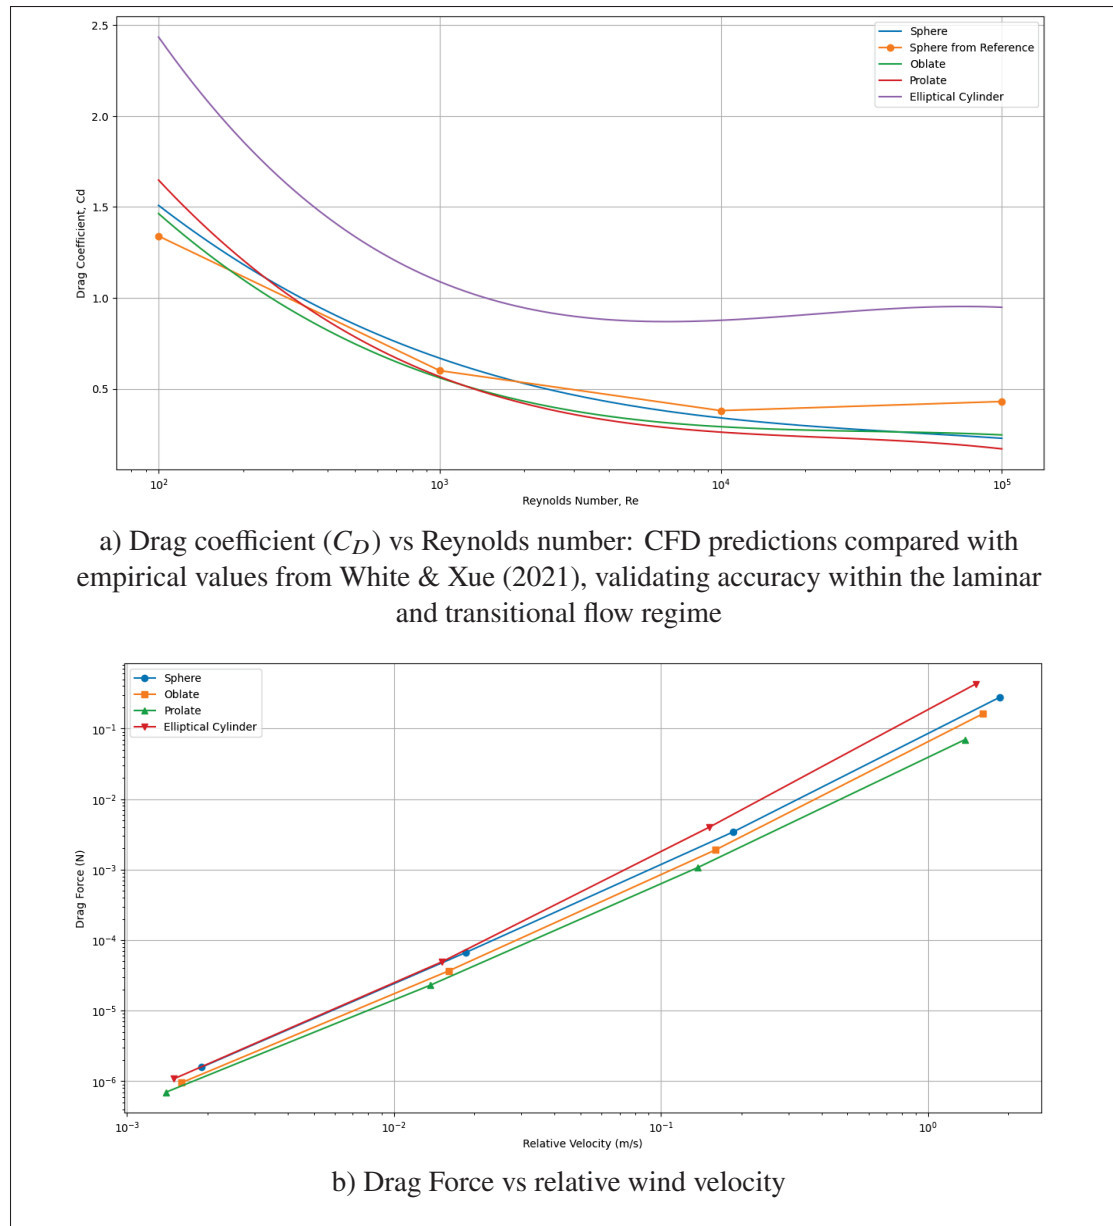 2.5
2.0
1.5
1.0
0.5
Drag Coefficient, Cd
Sphere
Sphere from Reference
Oblate
Prolate
Elliptical Cylinder
10² 10³ 10⁴ 10⁵
Reynolds Number, Re
a) Drag coefficient (C_D) vs Reynolds number: CFD predictions compared with
empirical values from White & Xue (2021), validating accuracy within the laminar
and transitional flow regime
Sphere
Oblate
Prolate
Elliptical Cylinder
10⁻¹
10⁻²
10⁻³
10⁻⁴
10⁻⁵
10⁻⁶
Drag Force (N)
10⁻³ 10⁻² 10⁻¹ 10⁰
Relative Velocity (m/s)
b) Drag Force vs relative wind velocity